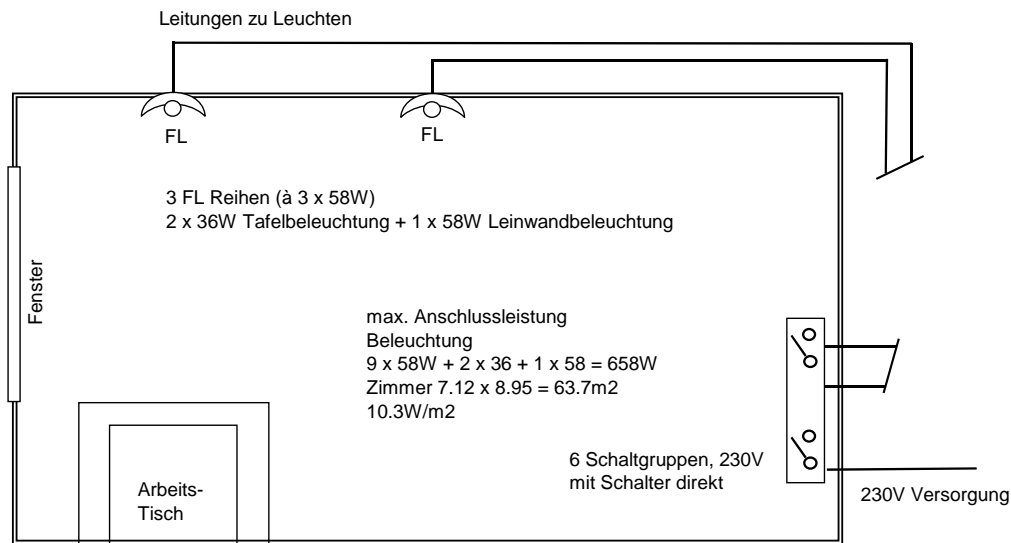 Leitungen zu Leuchten
FL
FL
3 FL Reihen (à 3 x 58W)
2 x 36W Tafelbeleuchtung + 1 x 58W Leinwandbeleuchtung
Fenster
max. Anschlussleistung
Beleuchtung
9 x 58W + 2 x 36 + 1 x 58 = 658W
Zimmer 7.12 x 8.95 = 63.7m2
10.3W/m2
6 Schaltgruppen, 230V
mit Schalter direkt
230V Versorgung
Arbeits-
Tisch